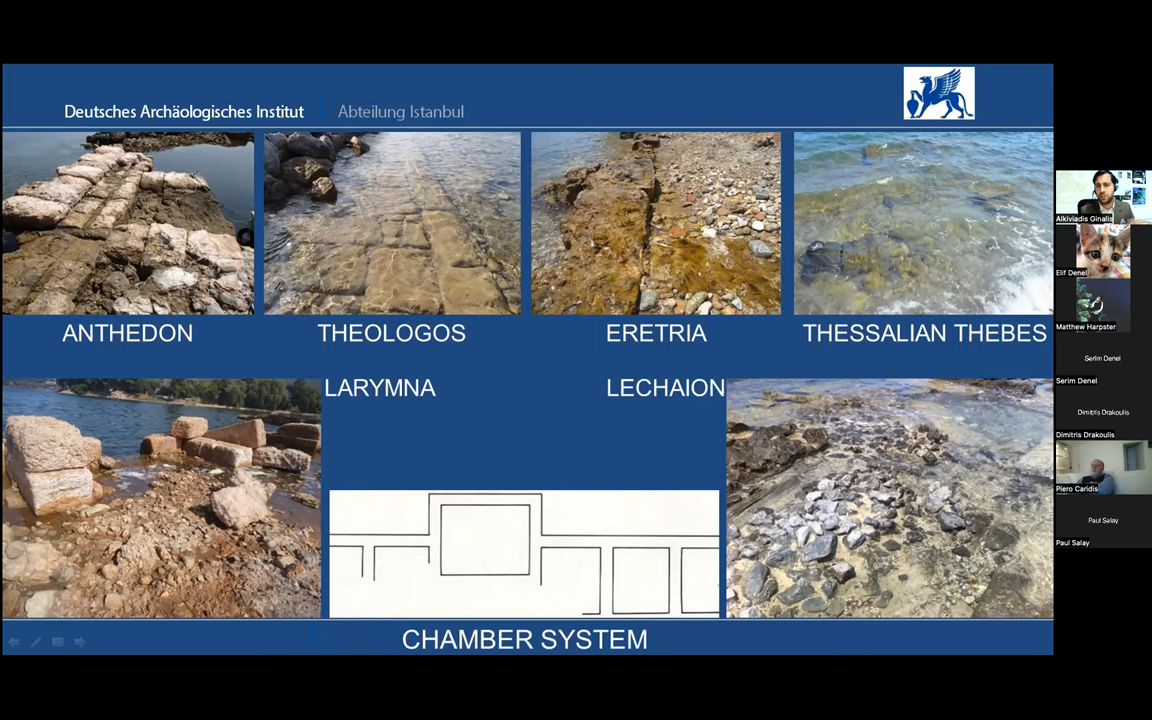 Deutsches Archäologisches Institut
Abteilung Istanbul
ANTHEDON
THEOLOGOS
ERETRIA
THESSALIAN THEBES
LARYMNA
LECHAION
CHAMBER SYSTEM
Alkiviadis Ginalis
Elif Denel
Matthew Harpster
Serim Denel
Serim Denel
Dimitris Drakoulis
Dimitris Drakoulis
Piero Caridis
Paul Salay
Paul Salay